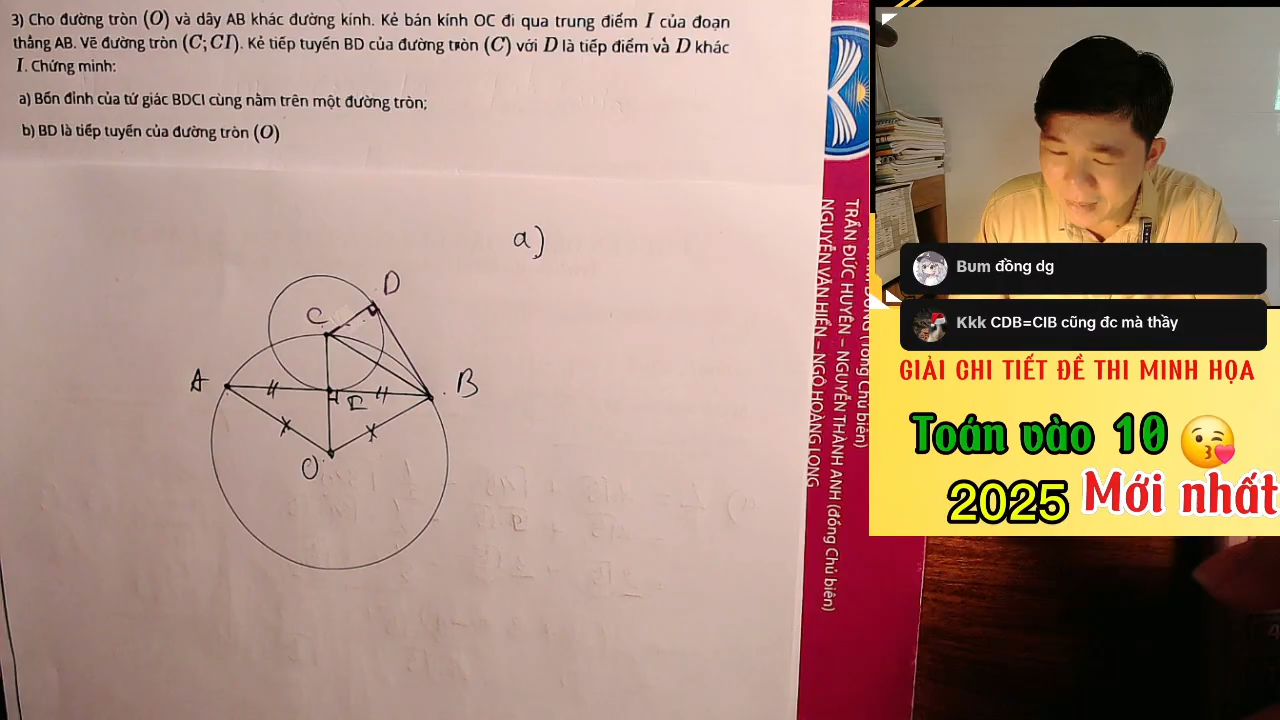 3) Cho đường tròn (O) và dây AB khác đường kính. Kẻ bán kính OC đi qua trung điểm I của đoạn
thẳng AB. Vẽ đường tròn (C;CI). Kẻ tiếp tuyến BD của đường tròn (C) với D là tiếp điểm và D khác
I. Chứng minh:
a) Bốn đỉnh của tứ giác BDCI cùng nằm trên một đường tròn;
b) BD là tiếp tuyến của đường tròn (O)
a)
D
C
A
B
I
O
(Tổng Chủ biên)
TRẦN ĐỨC HUYÊN – NGUYỄN THÀNH ANH (đồng Chủ biên)
NGUYỄN VĂN HIỂN – NGÔ HOÀNG LONG
Bum đồng dg
Kkk CDB=CIB cũng đc mà thầy
GIẢI CHI TIẾT ĐỀ THI MINH HỌA
Toán vào 10
2025 Mới nhất